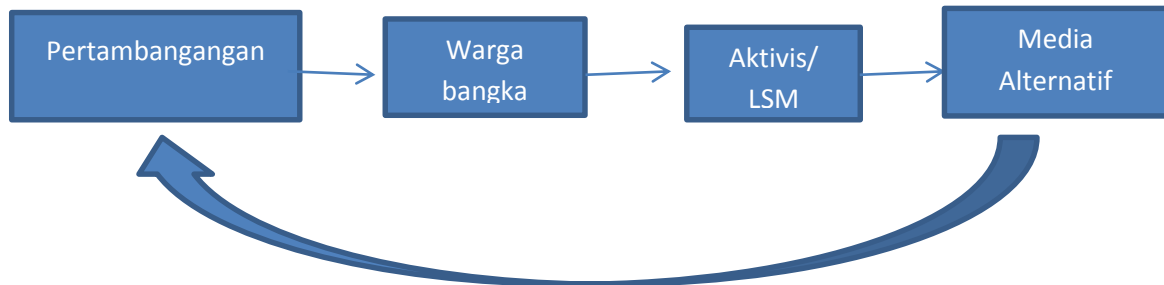 Pertambangangan
Warga
bangka
Aktivis/
LSM
Media
Alternatif